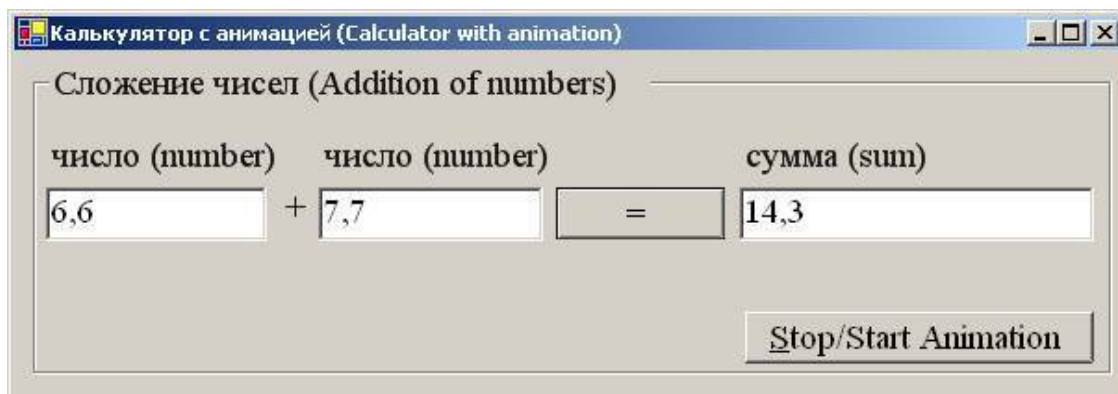 Калькулятор с анимацией (Calculator with animation)
Сложение чисел (Addition of numbers)
число (number) число (number) сумма (sum)
6,6 + 7,7 = 14,3
Stop/Start Animation